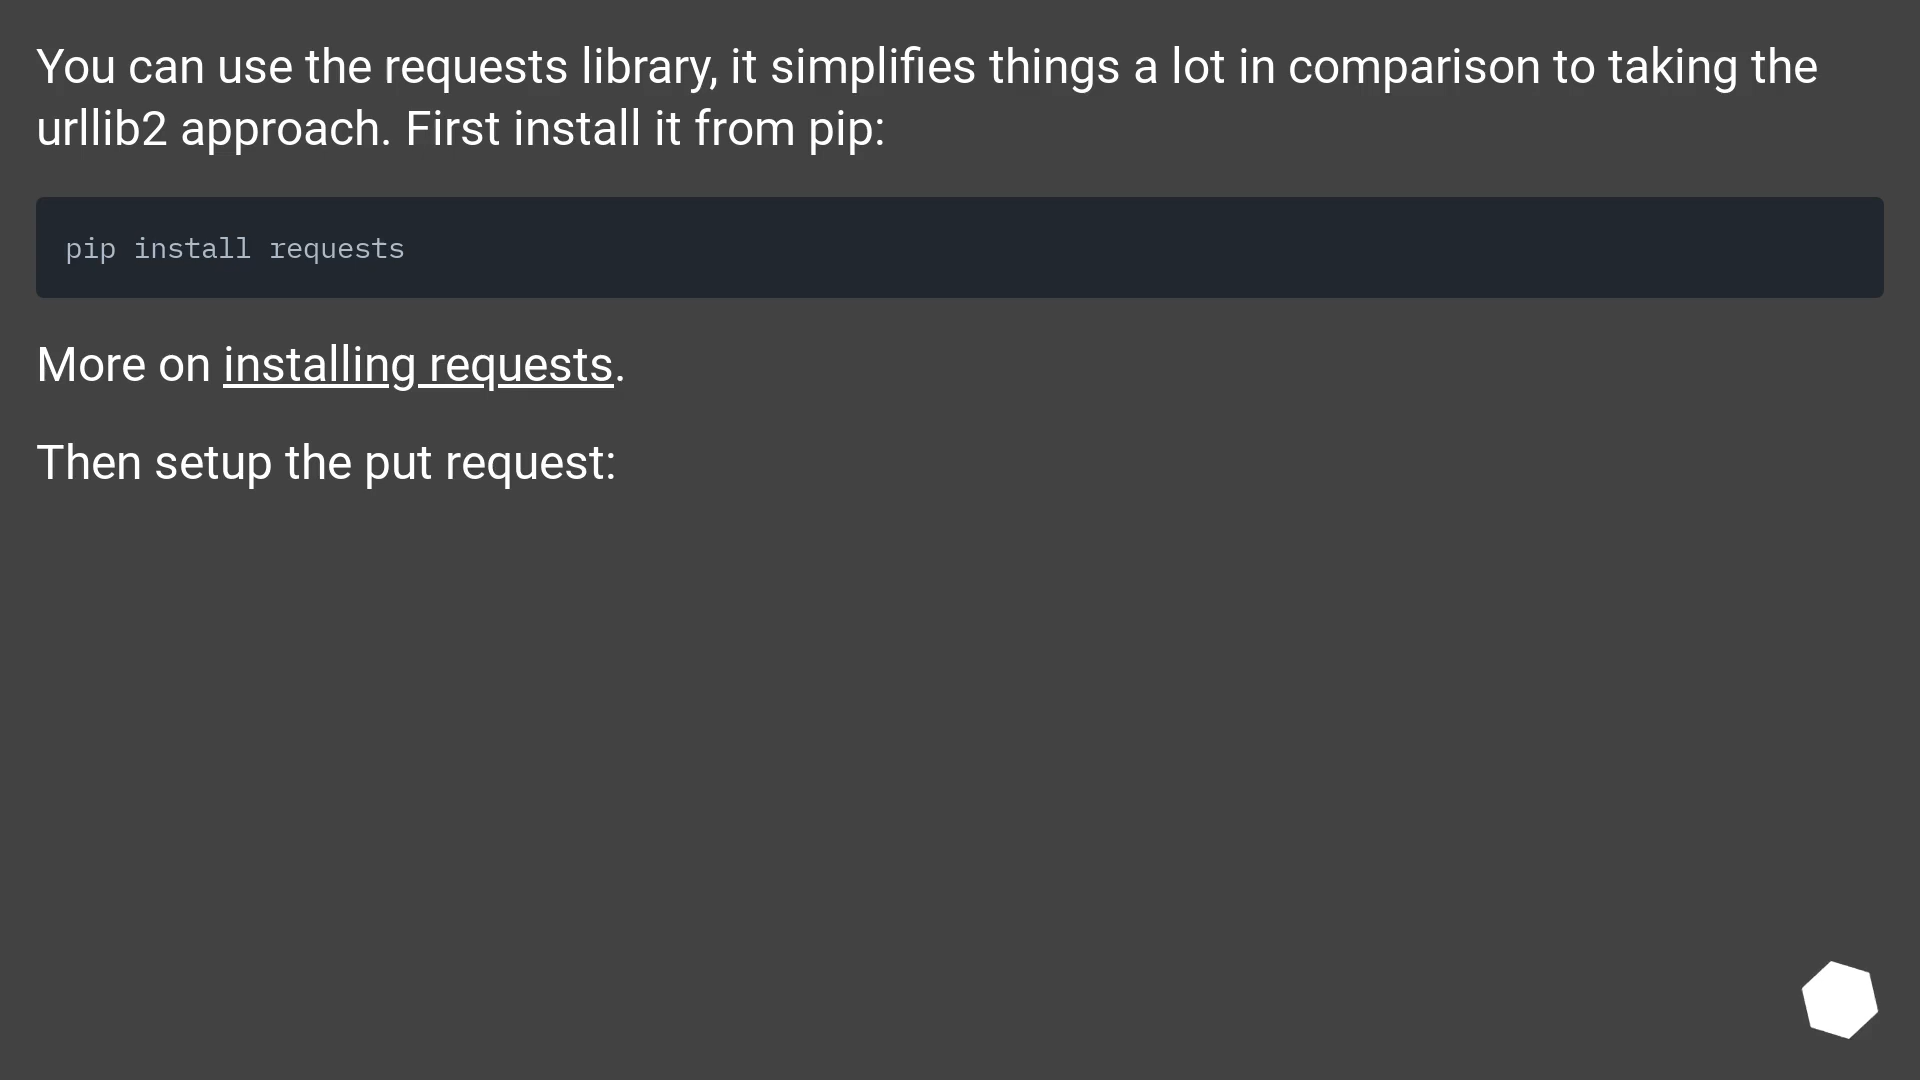 You can use the requests library, it simplifies things a lot in comparison to taking the
urllib2 approach. First install it from pip:
pip install requests
More on installing requests.
Then setup the put request: